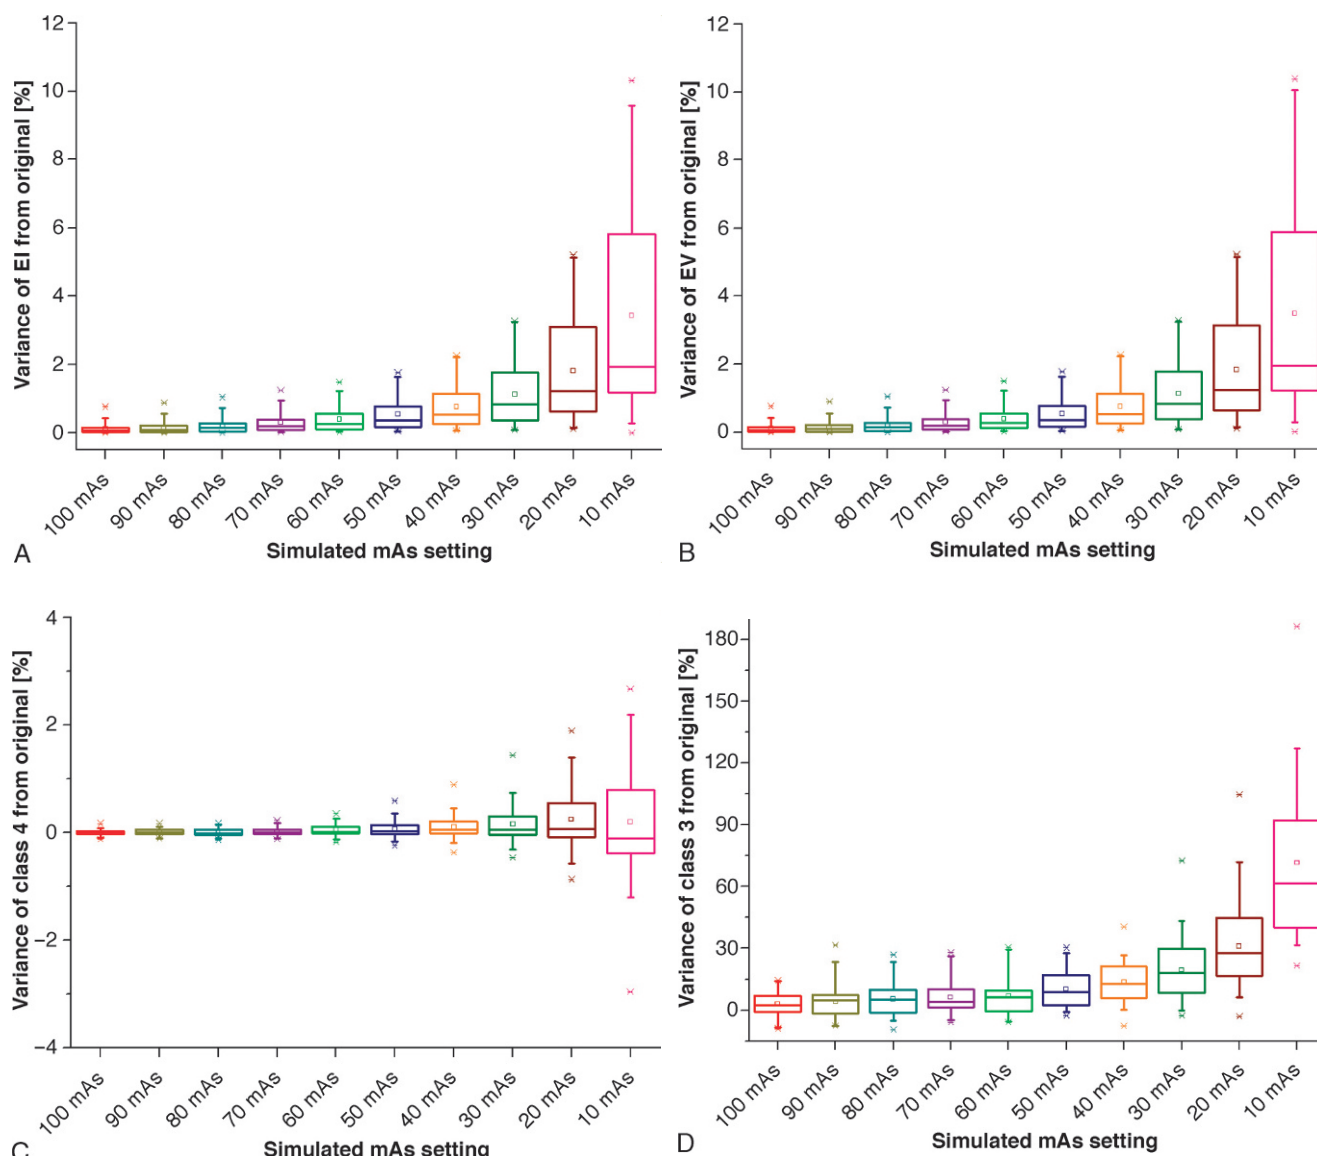 12
10
8
6
4
2
0
Variance of EI from original [%]
100 mAs
90 mAs
80 mAs
70 mAs
60 mAs
50 mAs
40 mAs
30 mAs
20 mAs
10 mAs
Simulated mAs setting
A
12
10
8
6
4
2
0
Variance of EV from original [%]
100 mAs
90 mAs
80 mAs
70 mAs
60 mAs
50 mAs
40 mAs
30 mAs
20 mAs
10 mAs
Simulated mAs setting
B
4
2
0
−2
−4
Variance of class 4 from original [%]
100 mAs
90 mAs
80 mAs
70 mAs
60 mAs
50 mAs
40 mAs
30 mAs
20 mAs
10 mAs
Simulated mAs setting
C
180
150
120
90
60
30
0
Variance of class 3 from original [%]
100 mAs
90 mAs
80 mAs
70 mAs
60 mAs
50 mAs
40 mAs
30 mAs
20 mAs
10 mAs
Simulated mAs setting
D